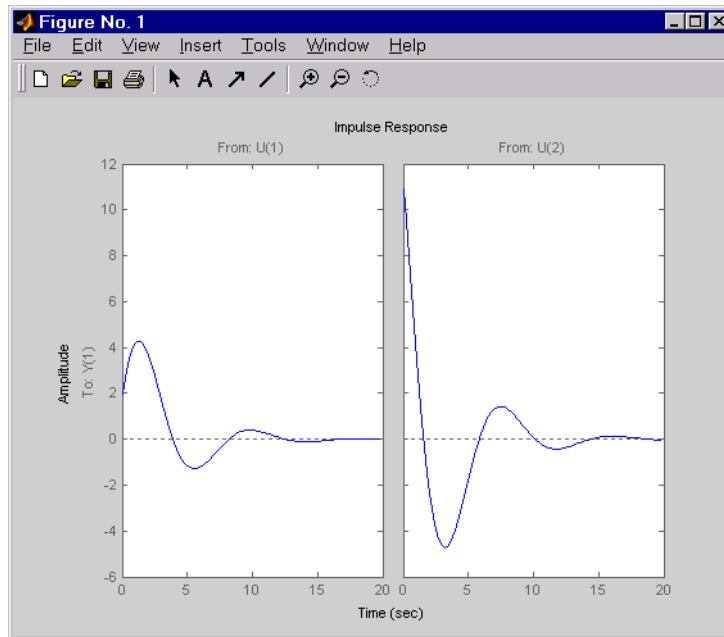 Figure No. 1
File Edit View Insert Tools Window Help
A
Impulse Response
From: U(1) From: U(2)
Amplitude
To: Y(1)
12
10
8
6
4
2
0
-2
-4
-6
0 5 10 15 20 0 5 10 15 20
Time (sec)